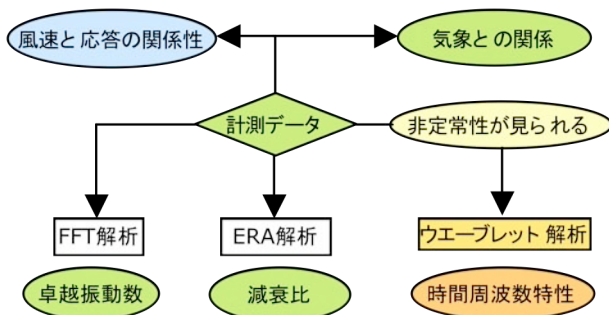 風速と応答の関係性
気象との関係
計測データ
非定常性が見られる
FFT解析
ERA解析
ウエーブレット解析
卓越振動数
減衰比
時間周波数特性